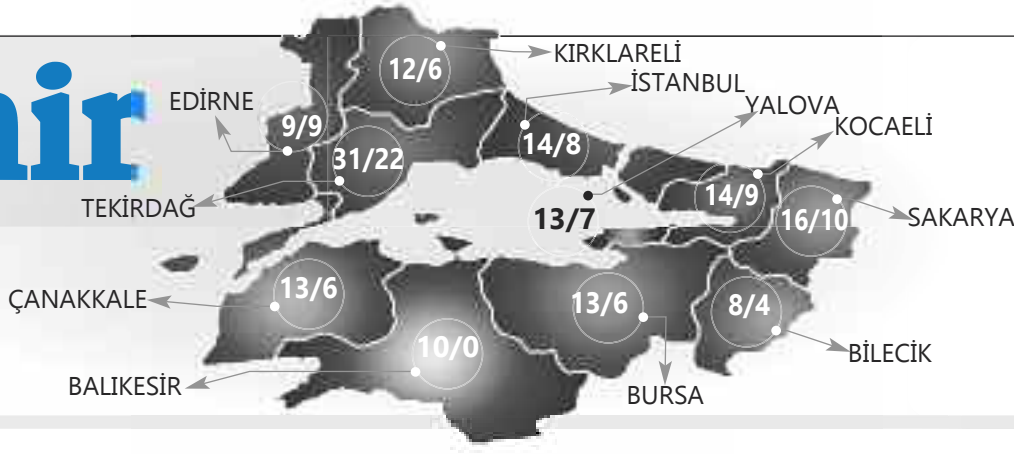 nir
KIRKLARELİ
12/6
İSTANBUL
EDİRNE
YALOVA
9/9
KOCAELİ
14/8
31/22
14/9
TEKİRDAĞ
13/7
16/10
SAKARYA
ÇANAKKALE
13/6
13/6
8/4
10/0
BİLECİK
BALIKESİR
BURSA